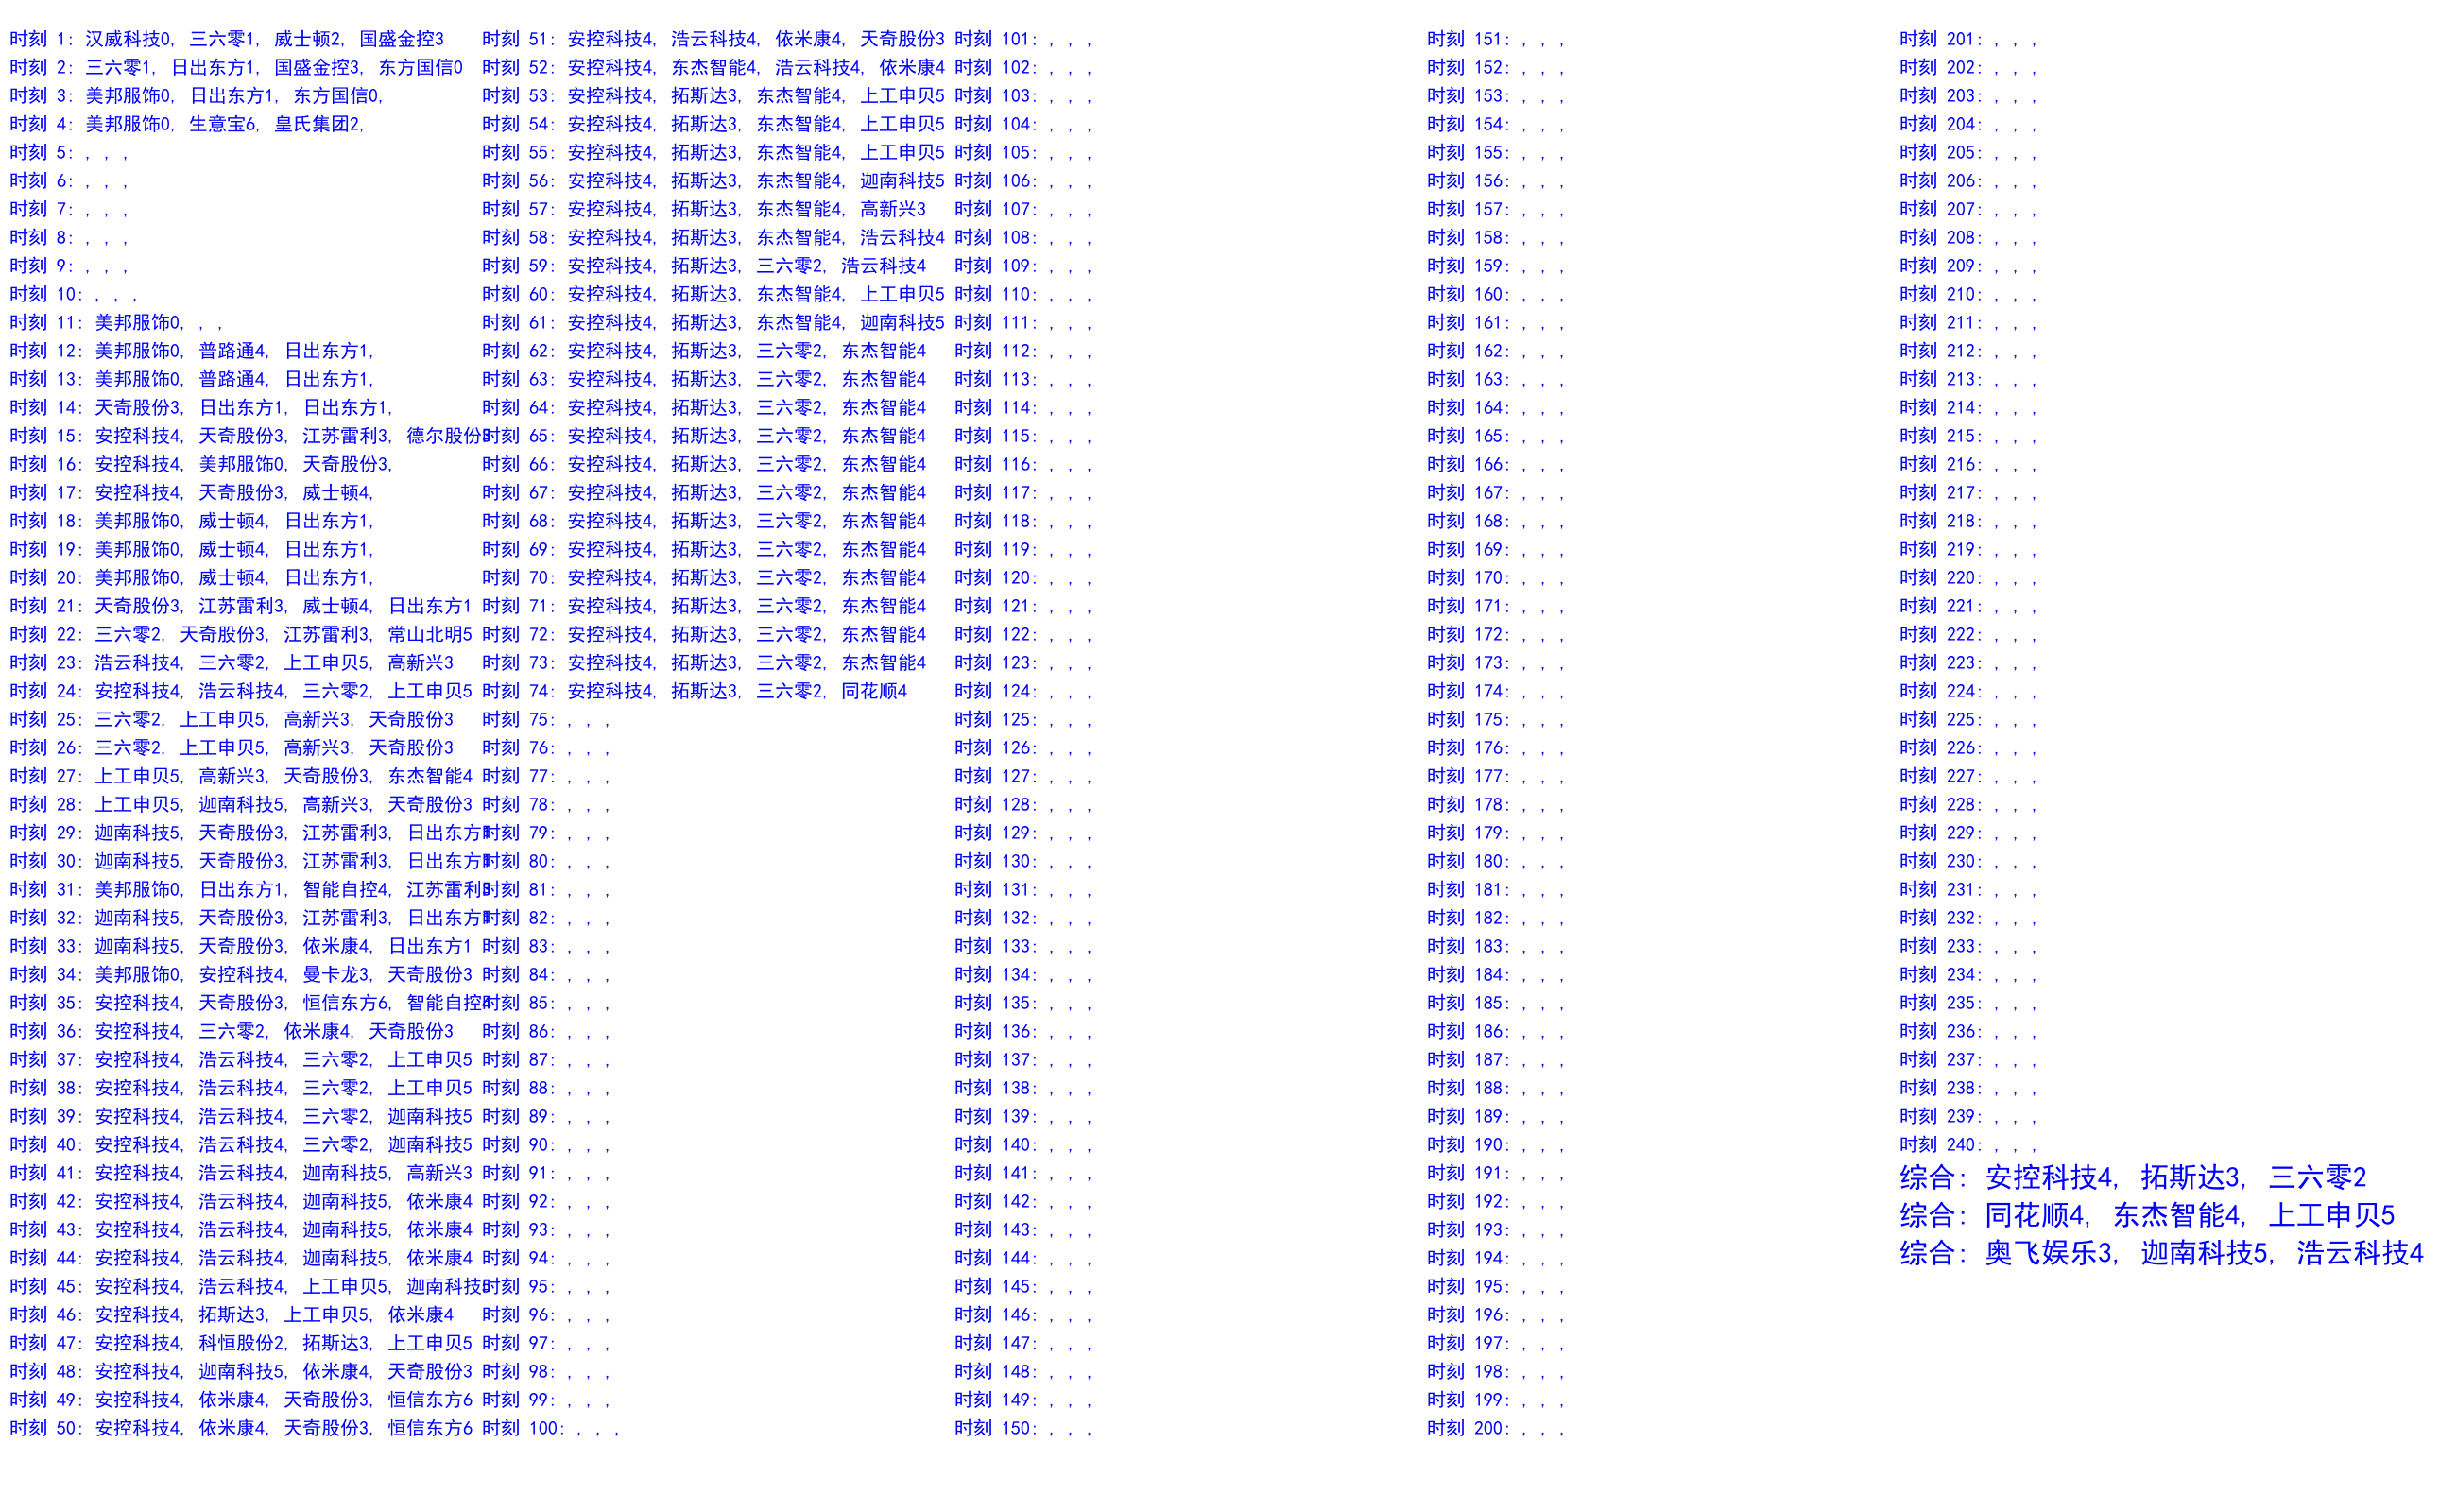 时刻 1: 汉威科技0, 三六零1, 威士顿2, 国盛金控3
时刻 2: 三六零1, 日出东方1, 国盛金控3, 东方国信0
时刻 3: 美邦服饰0, 日出东方1, 东方国信0,
时刻 4: 美邦服饰0, 生意宝6, 皇氏集团2,
时刻 5: , , ,
时刻 6: , , ,
时刻 7: , , ,
时刻 8: , , ,
时刻 9: , , ,
时刻 10: , , ,
时刻 11: 美邦服饰0, , ,
时刻 12: 美邦服饰0, 普路通4, 日出东方1,
时刻 13: 美邦服饰0, 普路通4, 日出东方1,
时刻 14: 天奇股份3, 日出东方1, 日出东方1,
时刻 15: 安控科技4, 天奇股份3, 江苏雷利3, 德尔股份3
时刻 16: 安控科技4, 美邦服饰0, 天奇股份3,
时刻 17: 安控科技4, 天奇股份3, 威士顿4,
时刻 18: 美邦服饰0, 威士顿4, 日出东方1,
时刻 19: 美邦服饰0, 威士顿4, 日出东方1,
时刻 20: 美邦服饰0, 威士顿4, 日出东方1,
时刻 21: 天奇股份3, 江苏雷利3, 威士顿4, 日出东方1
时刻 22: 三六零2, 天奇股份3, 江苏雷利3, 常山北明5
时刻 23: 浩云科技4, 三六零2, 上工申贝5, 高新兴3
时刻 24: 安控科技4, 浩云科技4, 三六零2, 上工申贝5
时刻 25: 三六零2, 上工申贝5, 高新兴3, 天奇股份3
时刻 26: 三六零2, 上工申贝5, 高新兴3, 天奇股份3
时刻 27: 上工申贝5, 高新兴3, 天奇股份3, 东杰智能4
时刻 28: 上工申贝5, 迦南科技5, 高新兴3, 天奇股份3
时刻 29: 迦南科技5, 天奇股份3, 江苏雷利3, 日出东方1
时刻 30: 迦南科技5, 天奇股份3, 江苏雷利3, 日出东方1
时刻 31: 美邦服饰0, 日出东方1, 智能自控4, 江苏雷利3
时刻 32: 迦南科技5, 天奇股份3, 江苏雷利3, 日出东方1
时刻 33: 迦南科技5, 天奇股份3, 依米康4, 日出东方1
时刻 34: 美邦服饰0, 安控科技4, 曼卡龙3, 天奇股份3
时刻 35: 安控科技4, 天奇股份3, 恒信东方6, 智能自控4
时刻 36: 安控科技4, 三六零2, 依米康4, 天奇股份3
时刻 37: 安控科技4, 浩云科技4, 三六零2, 上工申贝5
时刻 38: 安控科技4, 浩云科技4, 三六零2, 上工申贝5
时刻 39: 安控科技4, 浩云科技4, 三六零2, 迦南科技5
时刻 40: 安控科技4, 浩云科技4, 三六零2, 迦南科技5
时刻 41: 安控科技4, 浩云科技4, 迦南科技5, 高新兴3
时刻 42: 安控科技4, 浩云科技4, 迦南科技5, 依米康4
时刻 43: 安控科技4, 浩云科技4, 迦南科技5, 依米康4
时刻 44: 安控科技4, 浩云科技4, 迦南科技5, 依米康4
时刻 45: 安控科技4, 浩云科技4, 上工申贝5, 迦南科技5
时刻 46: 安控科技4, 拓斯达3, 上工申贝5, 依米康4
时刻 47: 安控科技4, 科恒股份2, 拓斯达3, 上工申贝5
时刻 48: 安控科技4, 迦南科技5, 依米康4, 天奇股份3
时刻 49: 安控科技4, 依米康4, 天奇股份3, 恒信东方6
时刻 50: 安控科技4, 依米康4, 天奇股份3, 恒信东方6
时刻 51: 安控科技4, 浩云科技4, 依米康4, 天奇股份3
时刻 52: 安控科技4, 东杰智能4, 浩云科技4, 依米康4
时刻 53: 安控科技4, 拓斯达3, 东杰智能4, 上工申贝5
时刻 54: 安控科技4, 拓斯达3, 东杰智能4, 上工申贝5
时刻 55: 安控科技4, 拓斯达3, 东杰智能4, 上工申贝5
时刻 56: 安控科技4, 拓斯达3, 东杰智能4, 迦南科技5
时刻 57: 安控科技4, 拓斯达3, 东杰智能4, 高新兴3
时刻 58: 安控科技4, 拓斯达3, 东杰智能4, 浩云科技4
时刻 59: 安控科技4, 拓斯达3, 三六零2, 浩云科技4
时刻 60: 安控科技4, 拓斯达3, 东杰智能4, 上工申贝5
时刻 61: 安控科技4, 拓斯达3, 东杰智能4, 迦南科技5
时刻 62: 安控科技4, 拓斯达3, 三六零2, 东杰智能4
时刻 63: 安控科技4, 拓斯达3, 三六零2, 东杰智能4
时刻 64: 安控科技4, 拓斯达3, 三六零2, 东杰智能4
时刻 65: 安控科技4, 拓斯达3, 三六零2, 东杰智能4
时刻 66: 安控科技4, 拓斯达3, 三六零2, 东杰智能4
时刻 67: 安控科技4, 拓斯达3, 三六零2, 东杰智能4
时刻 68: 安控科技4, 拓斯达3, 三六零2, 东杰智能4
时刻 69: 安控科技4, 拓斯达3, 三六零2, 东杰智能4
时刻 70: 安控科技4, 拓斯达3, 三六零2, 东杰智能4
时刻 71: 安控科技4, 拓斯达3, 三六零2, 东杰智能4
时刻 72: 安控科技4, 拓斯达3, 三六零2, 东杰智能4
时刻 73: 安控科技4, 拓斯达3, 三六零2, 东杰智能4
时刻 74: 安控科技4, 拓斯达3, 三六零2, 同花顺4
时刻 75: , , ,
时刻 76: , , ,
时刻 77: , , ,
时刻 78: , , ,
时刻 79: , , ,
时刻 80: , , ,
时刻 81: , , ,
时刻 82: , , ,
时刻 83: , , ,
时刻 84: , , ,
时刻 85: , , ,
时刻 86: , , ,
时刻 87: , , ,
时刻 88: , , ,
时刻 89: , , ,
时刻 90: , , ,
时刻 91: , , ,
时刻 92: , , ,
时刻 93: , , ,
时刻 94: , , ,
时刻 95: , , ,
时刻 96: , , ,
时刻 97: , , ,
时刻 98: , , ,
时刻 99: , , ,
时刻 100: , , ,
时刻 101: , , ,
时刻 102: , , ,
时刻 103: , , ,
时刻 104: , , ,
时刻 105: , , ,
时刻 106: , , ,
时刻 107: , , ,
时刻 108: , , ,
时刻 109: , , ,
时刻 110: , , ,
时刻 111: , , ,
时刻 112: , , ,
时刻 113: , , ,
时刻 114: , , ,
时刻 115: , , ,
时刻 116: , , ,
时刻 117: , , ,
时刻 118: , , ,
时刻 119: , , ,
时刻 120: , , ,
时刻 121: , , ,
时刻 122: , , ,
时刻 123: , , ,
时刻 124: , , ,
时刻 125: , , ,
时刻 126: , , ,
时刻 127: , , ,
时刻 128: , , ,
时刻 129: , , ,
时刻 130: , , ,
时刻 131: , , ,
时刻 132: , , ,
时刻 133: , , ,
时刻 134: , , ,
时刻 135: , , ,
时刻 136: , , ,
时刻 137: , , ,
时刻 138: , , ,
时刻 139: , , ,
时刻 140: , , ,
时刻 141: , , ,
时刻 142: , , ,
时刻 143: , , ,
时刻 144: , , ,
时刻 145: , , ,
时刻 146: , , ,
时刻 147: , , ,
时刻 148: , , ,
时刻 149: , , ,
时刻 150: , , ,
时刻 151: , , ,
时刻 152: , , ,
时刻 153: , , ,
时刻 154: , , ,
时刻 155: , , ,
时刻 156: , , ,
时刻 157: , , ,
时刻 158: , , ,
时刻 159: , , ,
时刻 160: , , ,
时刻 161: , , ,
时刻 162: , , ,
时刻 163: , , ,
时刻 164: , , ,
时刻 165: , , ,
时刻 166: , , ,
时刻 167: , , ,
时刻 168: , , ,
时刻 169: , , ,
时刻 170: , , ,
时刻 171: , , ,
时刻 172: , , ,
时刻 173: , , ,
时刻 174: , , ,
时刻 175: , , ,
时刻 176: , , ,
时刻 177: , , ,
时刻 178: , , ,
时刻 179: , , ,
时刻 180: , , ,
时刻 181: , , ,
时刻 182: , , ,
时刻 183: , , ,
时刻 184: , , ,
时刻 185: , , ,
时刻 186: , , ,
时刻 187: , , ,
时刻 188: , , ,
时刻 189: , , ,
时刻 190: , , ,
时刻 191: , , ,
时刻 192: , , ,
时刻 193: , , ,
时刻 194: , , ,
时刻 195: , , ,
时刻 196: , , ,
时刻 197: , , ,
时刻 198: , , ,
时刻 199: , , ,
时刻 200: , , ,
时刻 201: , , ,
时刻 202: , , ,
时刻 203: , , ,
时刻 204: , , ,
时刻 205: , , ,
时刻 206: , , ,
时刻 207: , , ,
时刻 208: , , ,
时刻 209: , , ,
时刻 210: , , ,
时刻 211: , , ,
时刻 212: , , ,
时刻 213: , , ,
时刻 214: , , ,
时刻 215: , , ,
时刻 216: , , ,
时刻 217: , , ,
时刻 218: , , ,
时刻 219: , , ,
时刻 220: , , ,
时刻 221: , , ,
时刻 222: , , ,
时刻 223: , , ,
时刻 224: , , ,
时刻 225: , , ,
时刻 226: , , ,
时刻 227: , , ,
时刻 228: , , ,
时刻 229: , , ,
时刻 230: , , ,
时刻 231: , , ,
时刻 232: , , ,
时刻 233: , , ,
时刻 234: , , ,
时刻 235: , , ,
时刻 236: , , ,
时刻 237: , , ,
时刻 238: , , ,
时刻 239: , , ,
时刻 240: , , ,
综合: 安控科技4, 拓斯达3, 三六零2
综合: 同花顺4, 东杰智能4, 上工申贝5
综合: 奥飞娱乐3, 迦南科技5, 浩云科技4